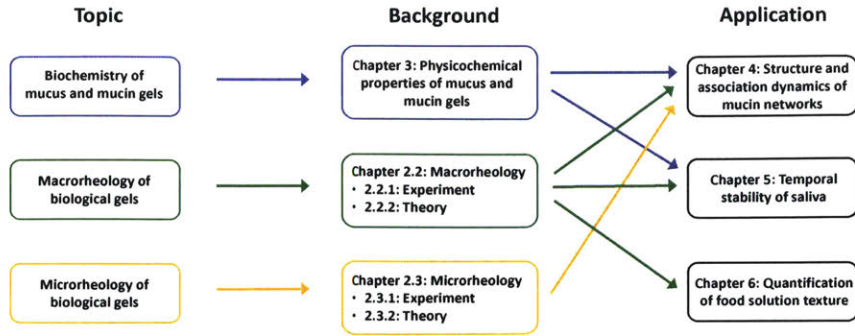 Topic
Background
Application
Biochemistry of
mucus and mucin gels
Chapter 3: Physicochemical
properties of mucus and
mucin gels
Chapter 4: Structure and
association dynamics of
mucin networks
Macrorheology of
biological gels
Chapter 2.2: Macrorheology
• 2.2.1: Experiment
• 2.2.2: Theory
Chapter 5: Temporal
stability of saliva
Microrheology of
biological gels
Chapter 2.3: Microrheology
• 2.3.1: Experiment
• 2.3.2: Theory
Chapter 6: Quantification
of food solution texture